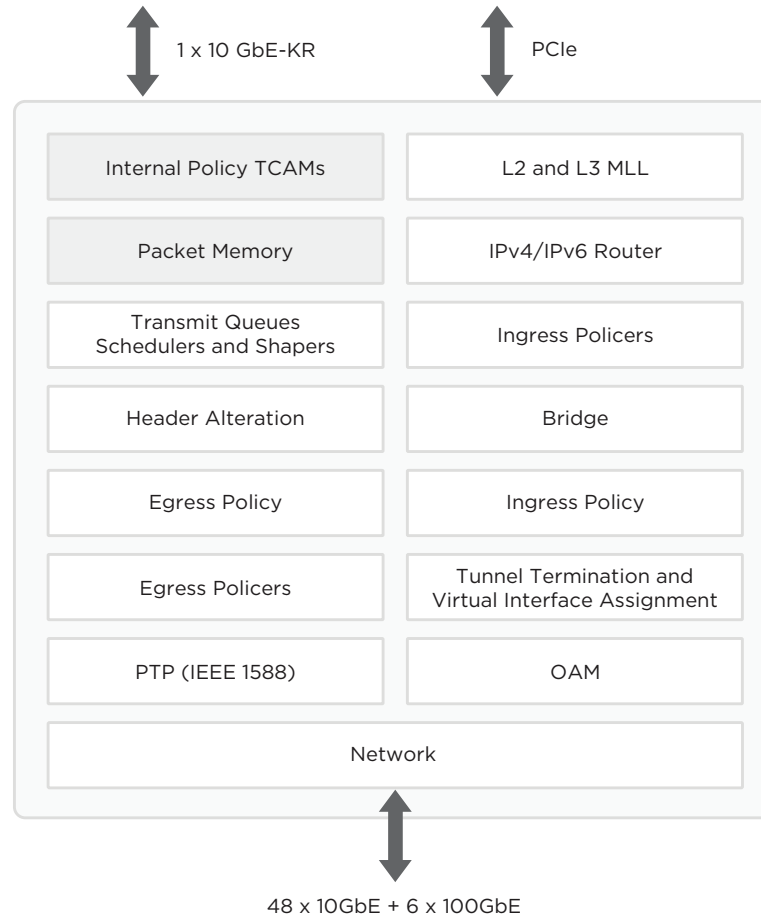 1 x 10 GbE-KR
PCIe
Internal Policy TCAMs
L2 and L3 MLL
Packet Memory
IPv4/IPv6 Router
Transmit Queues
Schedulers and Shapers
Ingress Policers
Header Alteration
Bridge
Egress Policy
Ingress Policy
Egress Policers
Tunnel Termination and
Virtual Interface Assignment
PTP (IEEE 1588)
OAM
Network
48 x 10GbE + 6 x 100GbE